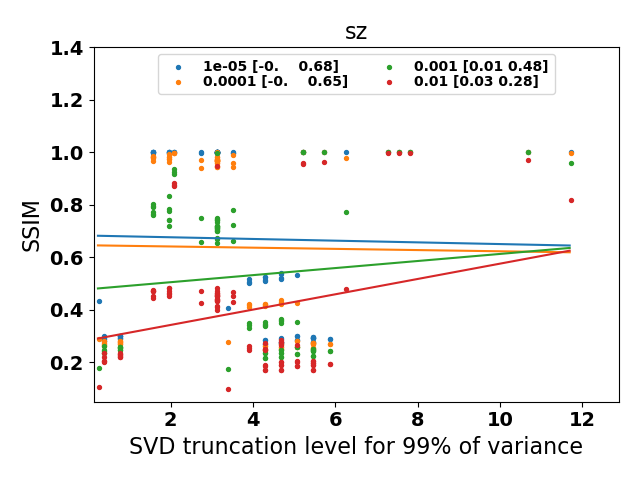 sz
1e-05 [-0.    0.68]
0.0001 [-0.    0.65]
0.001 [0.01 0.48]
0.01 [0.03 0.28]
1.4
1.2
1.0
0.8
0.6
0.4
0.2
SSIM
2 4 6 8 10 12
SVD truncation level for 99% of variance